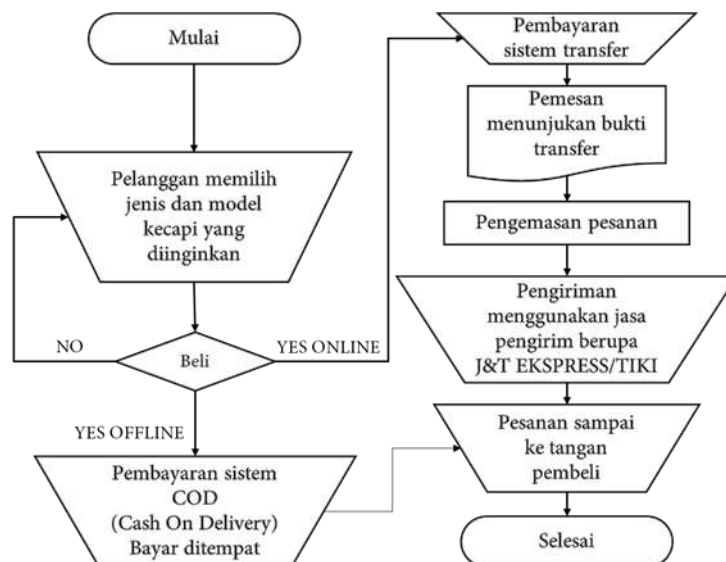 Mulai
Pelanggan memilih
jenis dan model
kecapi yang
diinginkan
NO
Beli
YES ONLINE
YES OFFLINE
Pembayaran sistem
COD
(Cash On Delivery)
Bayar ditempat
Pembayaran
sistem transfer
Pemesan
menunjukan bukti
transfer
Pengemasan pesanan
Pengiriman
menggunakan jasa
pengirim berupa
J&T EKSPRESS/TIKI
Pesanan sampai
ke tangan
pembeli
Selesai